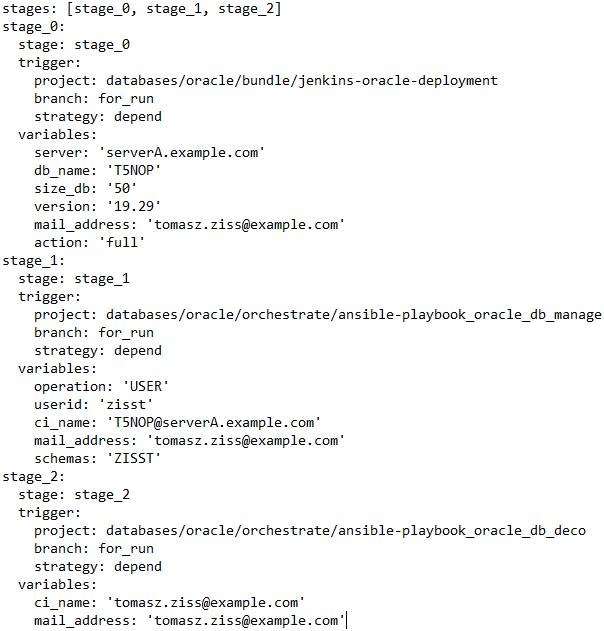 stages: [stage_0, stage_1, stage_2]
stage_0:
  stage: stage_0
  trigger:
    project: databases/oracle/bundle/jenkins-oracle-deployment
    branch: for_run
    strategy: depend
  variables:
    server: 'serverA.example.com'
    db_name: 'T5NOP'
    size_db: '50'
    version: '19.29'
    mail_address: 'tomasz.ziss@example.com'
    action: 'full'
stage_1:
  stage: stage_1
  trigger:
    project: databases/oracle/orchestrate/ansible-playbook_oracle_db_manage
    branch: for_run
    strategy: depend
  variables:
    operation: 'USER'
    userid: 'zisst'
    ci_name: 'T5NOP@serverA.example.com'
    mail_address: 'tomasz.ziss@example.com'
    schemas: 'ZISST'
stage_2:
  stage: stage_2
  trigger:
    project: databases/oracle/orchestrate/ansible-playbook_oracle_db_deco
    branch: for_run
    strategy: depend
  variables:
    ci_name: 'tomasz.ziss@example.com'
    mail_address: 'tomasz.ziss@example.com'